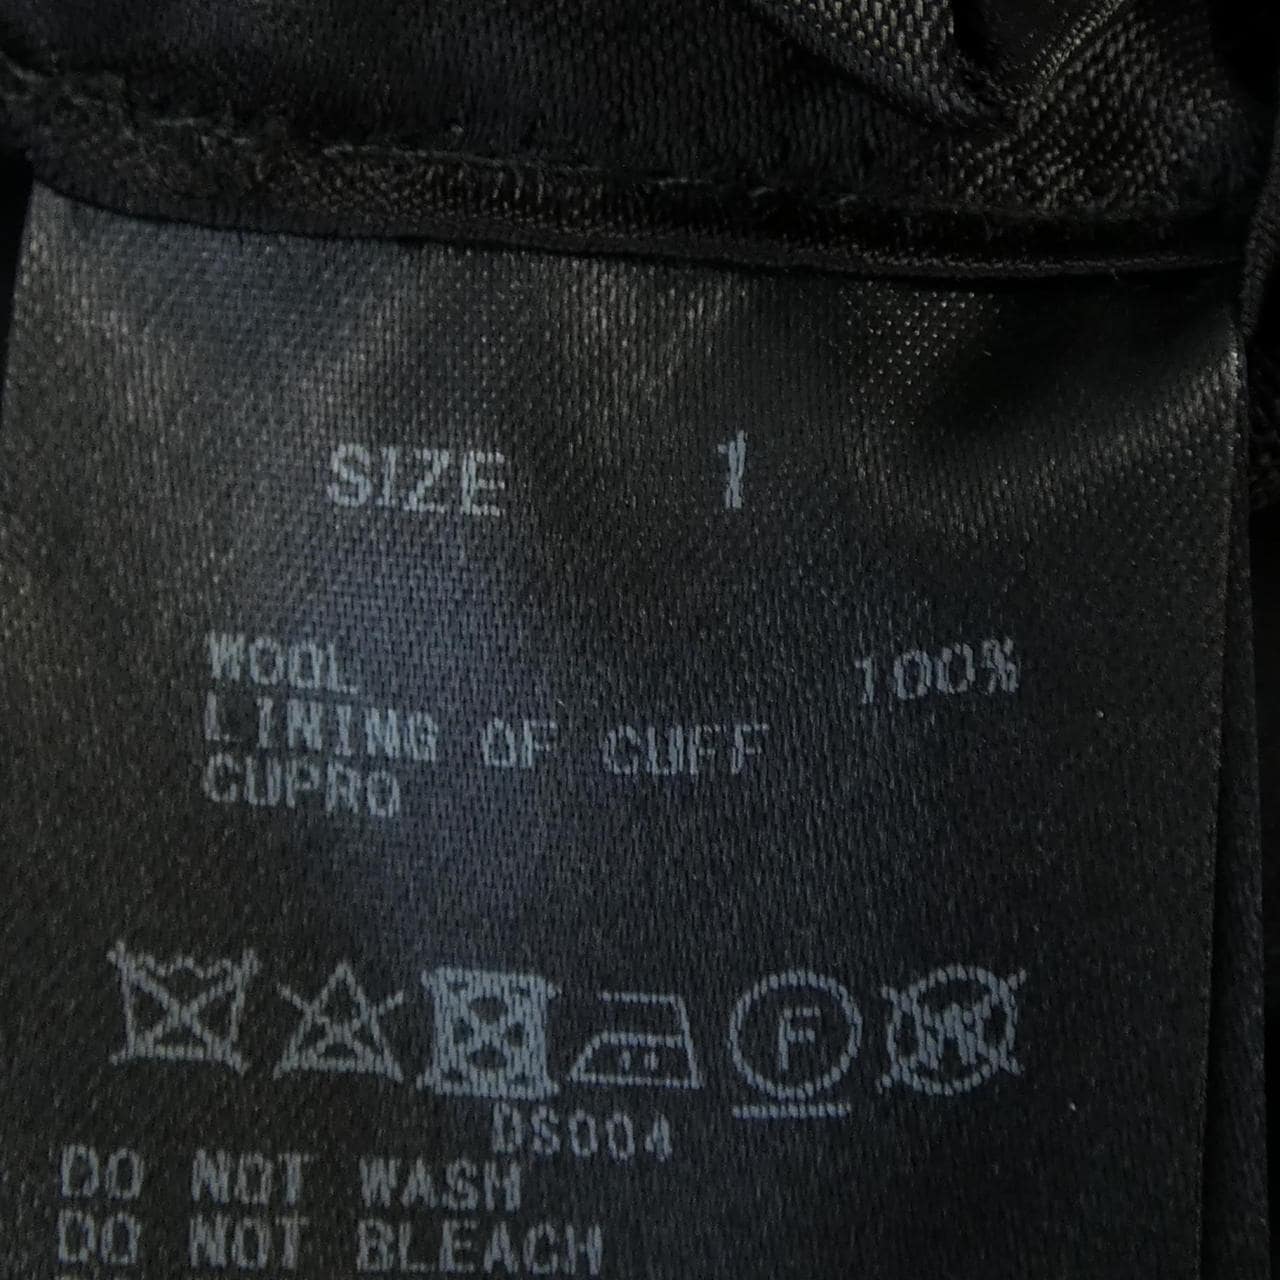 SIZE 1
WOOL 100%
LINING OF CUFF
CUPRO
F
W
DS004
DO NOT WASH
DO NOT BLEACH